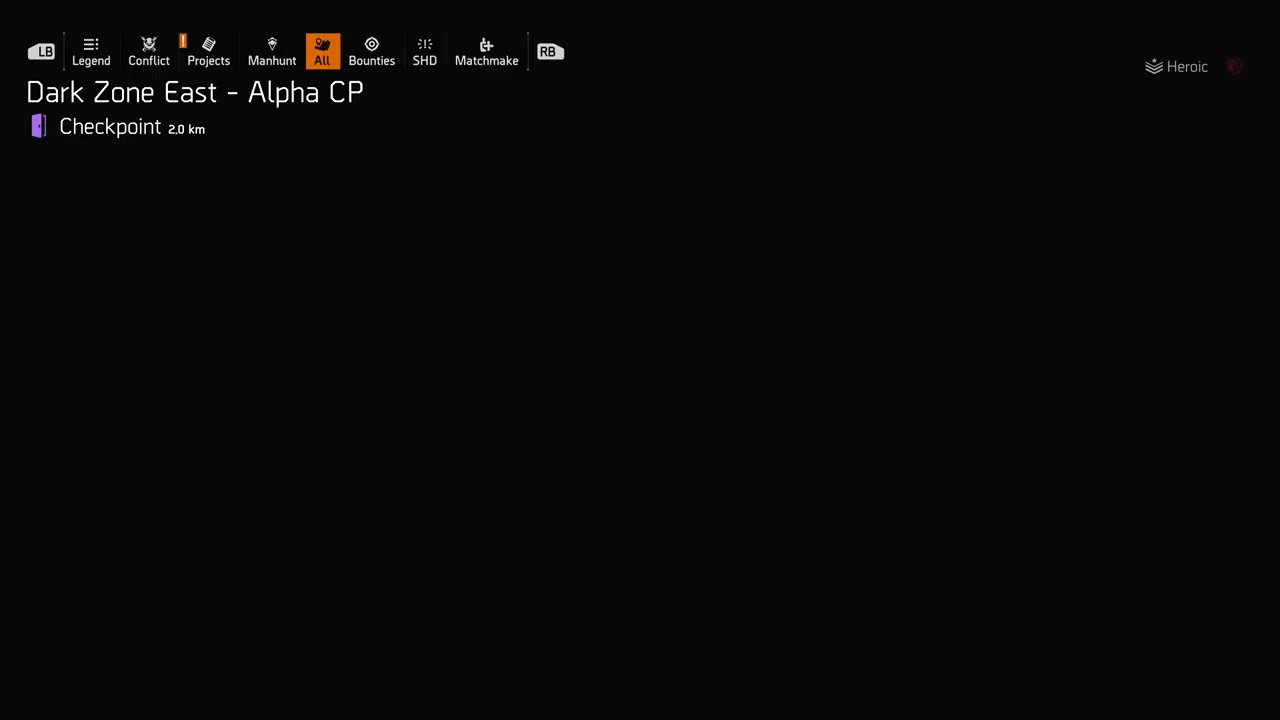 LB Legend Conflict ! Projects Manhunt All Bounties SHD Matchmake RB
Heroic
Dark Zone East - Alpha CP
Checkpoint 2.0 km